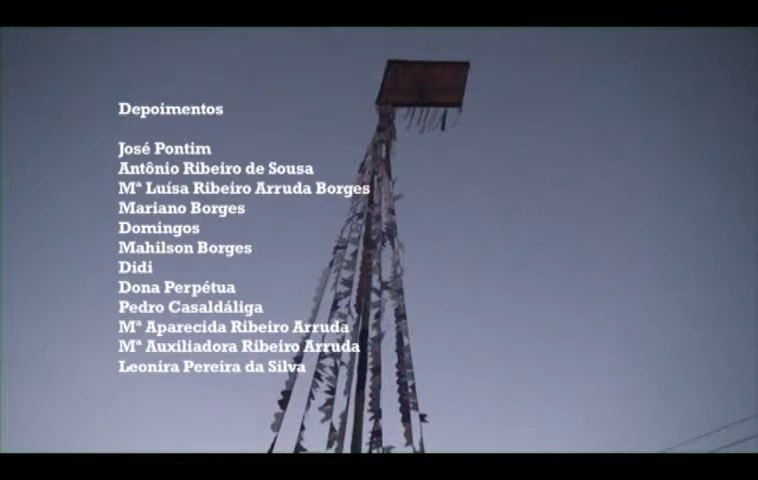 Depoimentos
José Pontim
Antônio Ribeiro de Sousa
Mª Luísa Ribeiro Arruda Borges
Mariano Borges
Domingos
Mahilson Borges
Didi
Dona Perpétua
Pedro Casaldáliga
Mª Aparecida Ribeiro Arruda
Mª Auxiliadora Ribeiro Arruda
Leonira Pereira da Silva